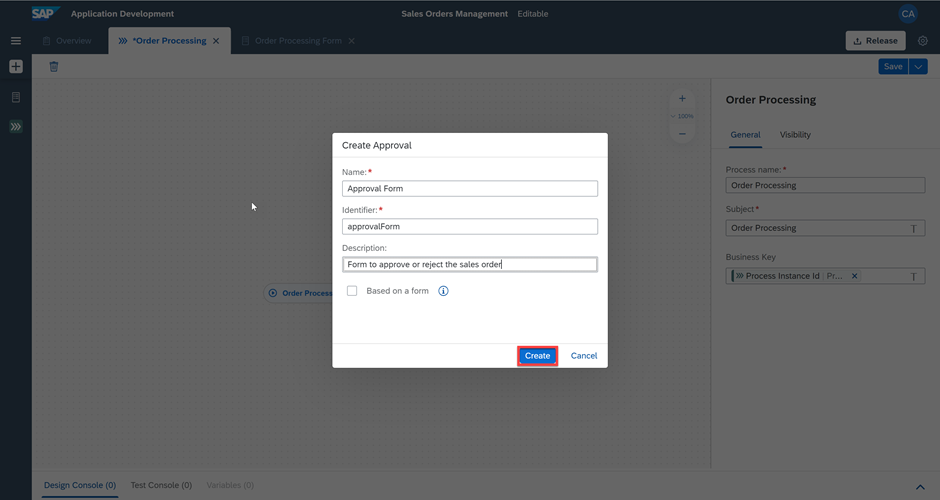 SAP Application Development Sales Orders Management Editable CA
Overview *Order Processing Order Processing Form Release
Save
Order Processing
100%
General Visibility
Create Approval
Name:*
Approval Form
Identifier:*
approvalForm
Description:
Form to approve or reject the sales order
Based on a form
Create Cancel
Order Process
Process name:*
Order Processing
Subject*
Order Processing
Business Key
Process Instance Id Pr...
Design Console (0) Test Console (0) Variables (0)